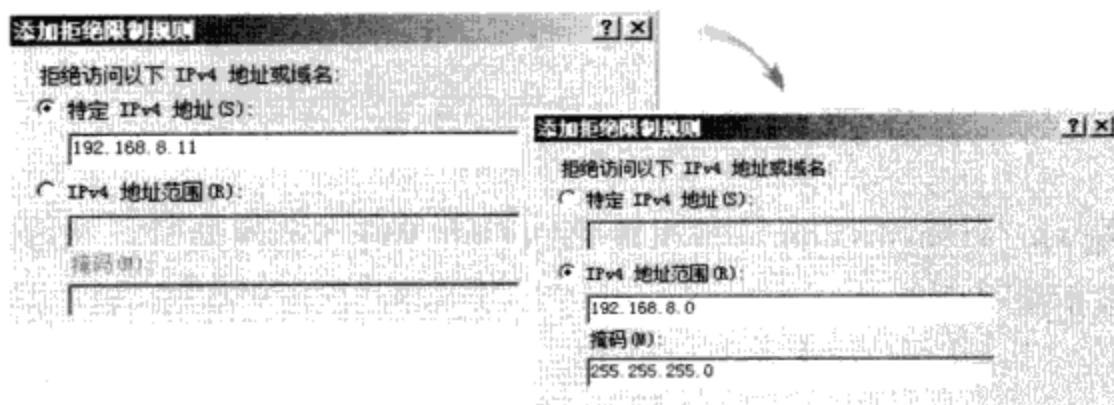 添加拒绝限制规则
拒绝访问以下 IPv4 地址或域名:
特定 IPv4 地址(S):
192.168.8.11
IPv4 地址范围(R):
掩码(M):
添加拒绝限制规则
拒绝访问以下 IPv4 地址或域名
特定 IPv4 地址(S):
IPv4 地址范围(R):
192.168.8.0
掩码(M):
255.255.255.0